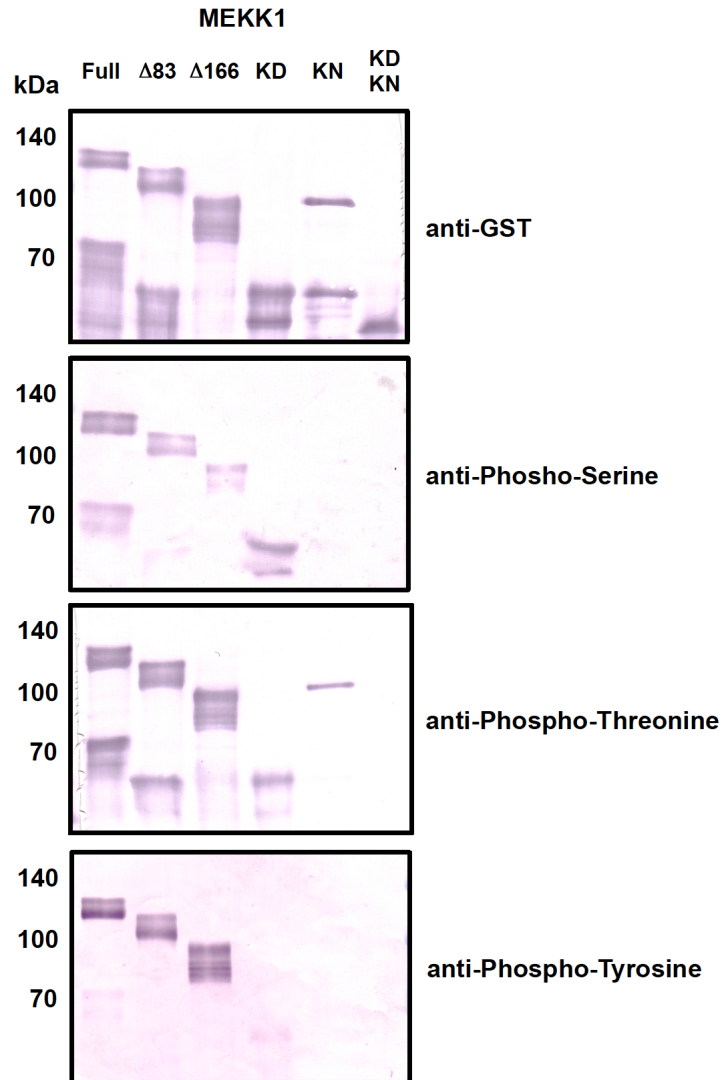 MEKK1
kDa Full Δ83 Δ166 KD KN KD KN
140
100
70
anti-GST
140
100
70
anti-Phosho-Serine
140
100
70
anti-Phospho-Threonine
140
100
70
anti-Phospho-Tyrosine